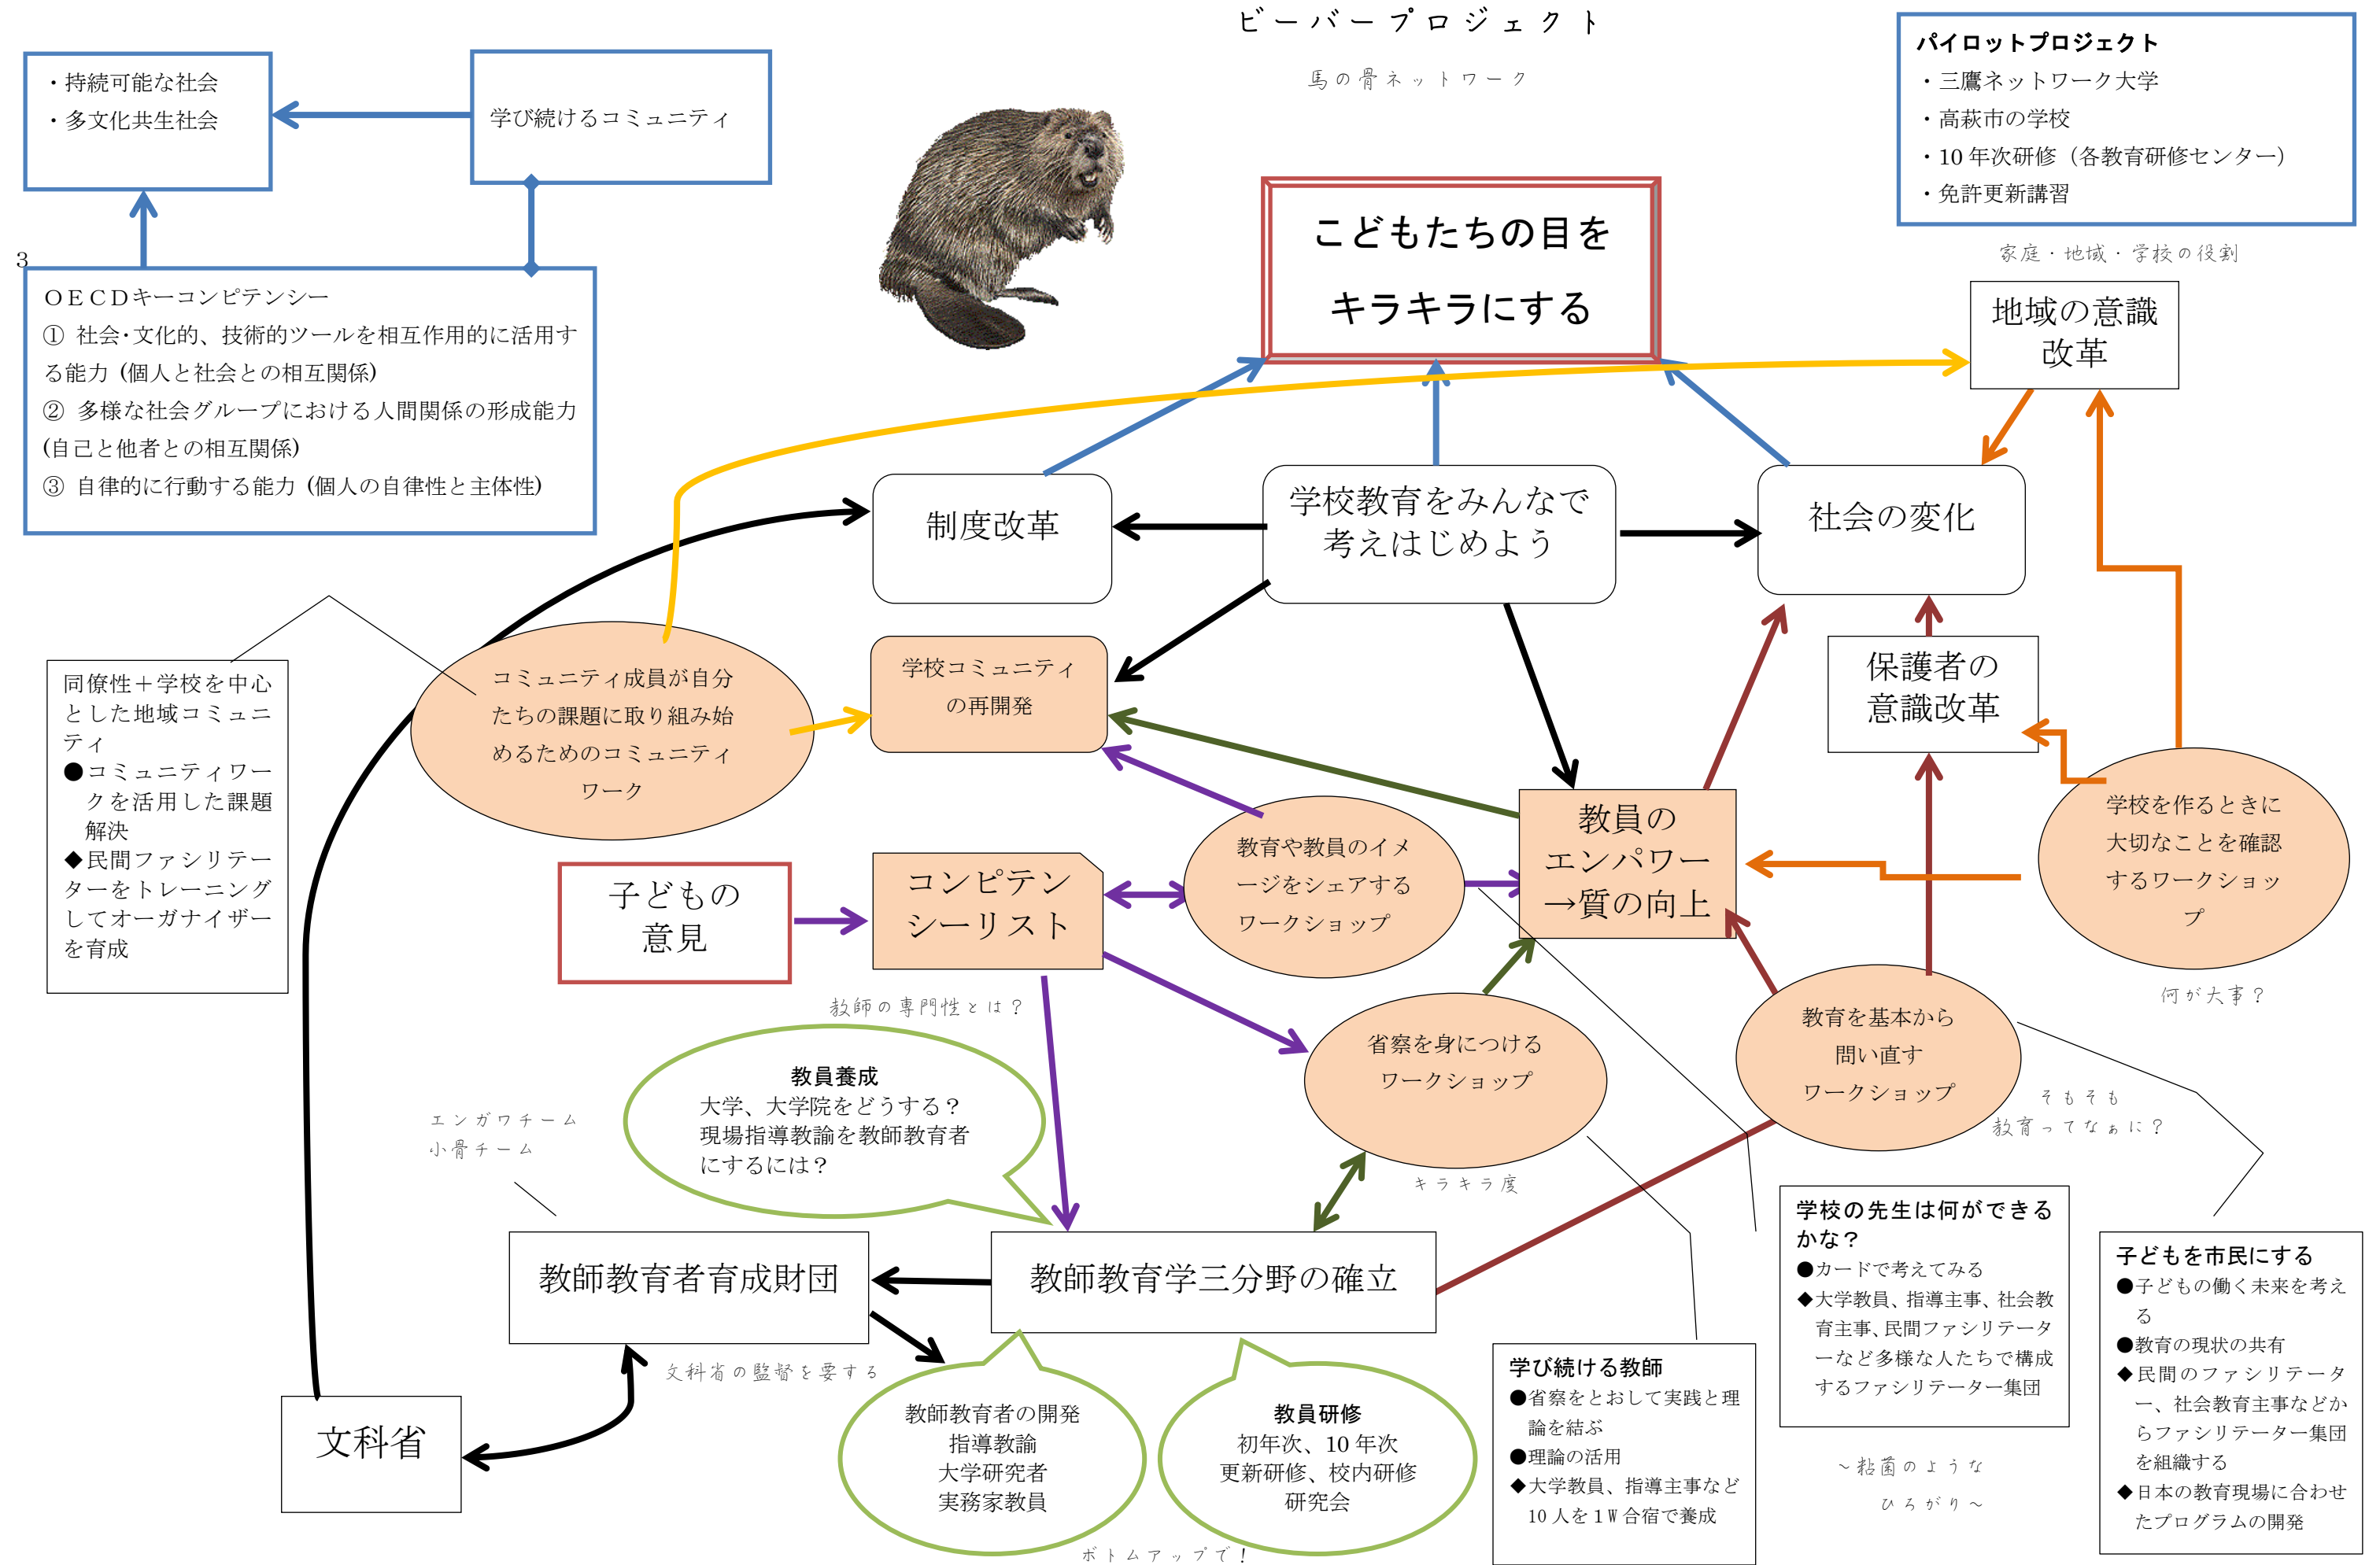 ビーバープロジェクト
馬の骨ネットワーク
・持続可能な社会
・多文化共生社会
学び続けるコミュニティ
パイロットプロジェクト
・三鷹ネットワーク大学
・高萩市の学校
・10 年次研修（各教育研修センター）
・免許更新講習
こどもたちの目を
キラキラにする
家庭・地域・学校の役割
地域の意識
改革
3
ＯＥＣＤキーコンピテンシー
① 社会･文化的、技術的ツールを相互作用的に活用す
る能力 (個人と社会との相互関係)
② 多様な社会グループにおける人間関係の形成能力
(自己と他者との相互関係)
③ 自律的に行動する能力 (個人の自律性と主体性)
制度改革
学校教育をみんなで
考えはじめよう
社会の変化
同僚性＋学校を中心
とした地域コミュニ
ティ
●コミュニティワー
クを活用した課題
解決
◆民間ファシリテー
ターをトレーニング
してオーガナイザー
を育成
コミュニティ成員が自分
たちの課題に取り組み始
めるためのコミュニティ
ワーク
学校コミュニティ
の再開発
保護者の
意識改革
教員の
エンパワー
→質の向上
学校を作るときに
大切なことを確認
するワークショッ
プ
何が大事？
子どもの
意見
コンピテン
シーリスト
教育や教員のイメ
ージをシェアする
ワークショップ
教師の専門性とは？
省察を身につける
ワークショップ
キラキラ度
教育を基本から
問い直す
ワークショップ
そもそも
教育ってなぁに？
教員養成
大学、大学院をどうする？
現場指導教諭を教師教育者
にするには？
エンガワチーム
小骨チーム
教師教育者育成財団
教師教育学三分野の確立
文科省の監督を要する
文科省
教師教育者の開発
指導教諭
大学研究者
実務家教員
教員研修
初年次、10 年次
更新研修、校内研修
研究会
ボトムアップで！
学び続ける教師
●省察をとおして実践と理
論を結ぶ
●理論の活用
◆大学教員、指導主事など
10 人を１W 合宿で養成
学校の先生は何ができる
かな？
●カードで考えてみる
◆大学教員、指導主事、社会教
育主事、民間ファシリテータ
ーなど多様な人たちで構成
するファシリテーター集団
～粘菌のような
ひろがり～
子どもを市民にする
●子どもの働く未来を考え
る
●教育の現状の共有
◆民間のファシリテータ
ー、社会教育主事などか
らファシリテーター集団
を組織する
◆日本の教育現場に合わせ
たプログラムの開発